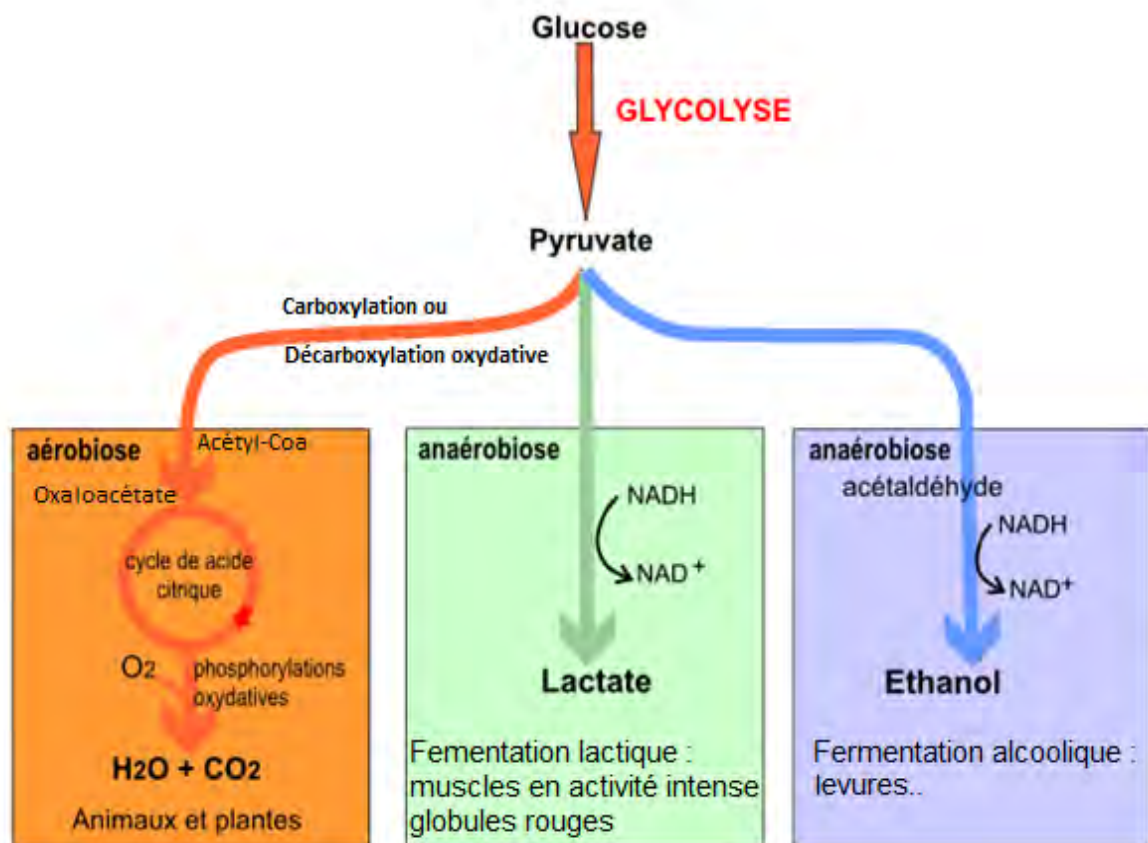 Glucose
GLYCOLYSE
Pyruvate
Carboxylation ou
Décarboxylation oxydative
aérobiose
Acétyl-Coa
Oxaloacétate
cycle de acide
citrique
O2
phosphorylations
oxydatives
H2O + CO2
Animaux et plantes
anaérobiose
NADH
NAD+
Lactate
Fementation lactique :
muscles en activité intense
globules rouges
anaérobiose
acétaldéhyde
NADH
NAD+
Ethanol
Fermentation alcoolique :
levures..